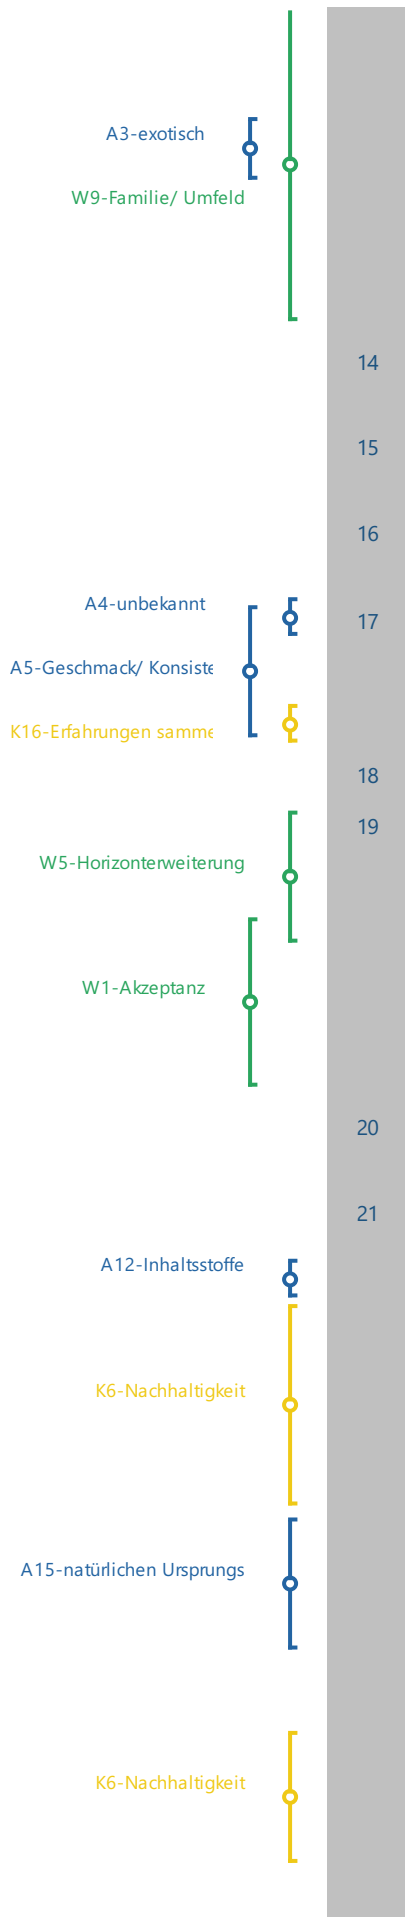 A3-exotisch
W9-Familie/ Umfeld
14
15
16
A4-unbekannt
17
A5-Geschmack/ Konsiste
K16-Erfahrungen samme
18
19
W5-Horizonterweiterung
W1-Akzeptanz
20
21
A12-Inhaltsstoffe
K6-Nachhaltigkeit
A15-natürlichen Ursprungs
K6-Nachhaltigkeit